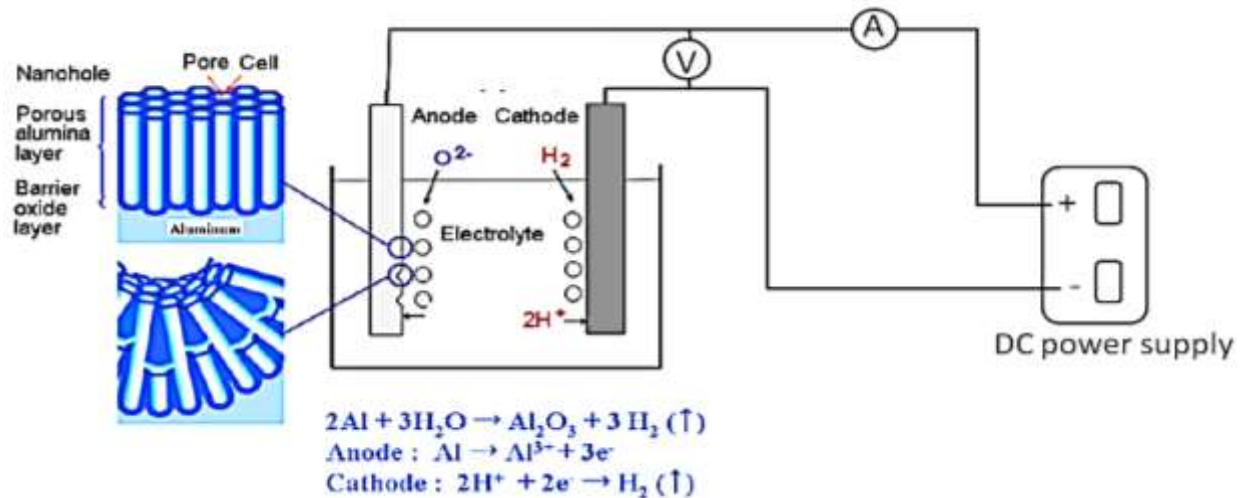 A
V
Pore Cell
Nanohole
Porous
alumina
layer
Barrier
oxide
layer
Aluminum
Anode Cathode
O²⁻
H₂
Electrolyte
2H⁺
+
-
DC power supply
2Al + 3H₂O → Al₂O₃ + 3 H₂ (↑)
Anode : Al → Al³⁺ + 3e⁻
Cathode : 2H⁺ + 2e⁻ → H₂ (↑)